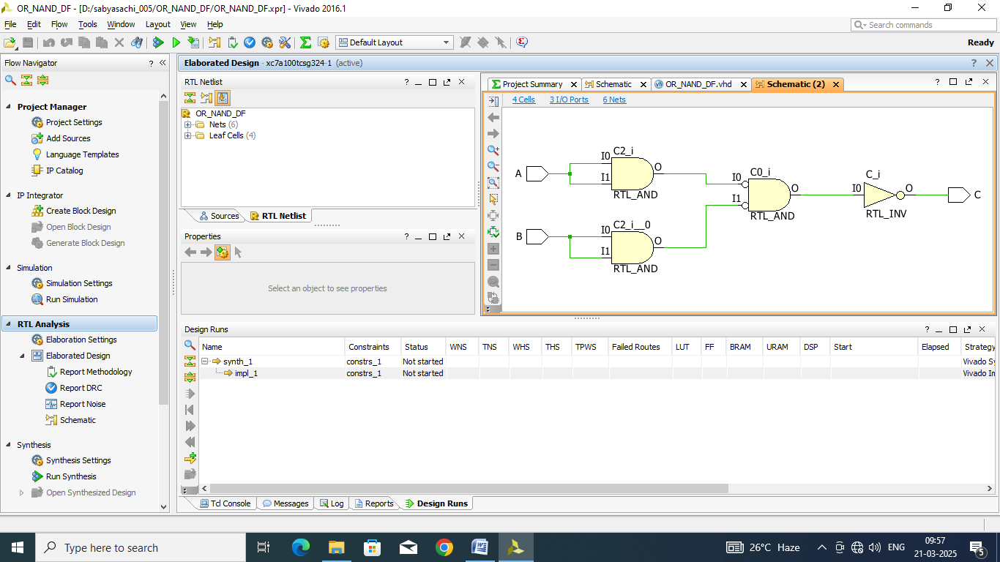 OR_NAND_DF - [D:/sabyasachi_005/OR_NAND_DF/OR_NAND_DF.xpr] - Vivado 2016.1
File Edit Flow Tools Window Layout View Help
Search commands
Default Layout
Ready
Flow Navigator
Project Manager
Project Settings
Add Sources
Language Templates
IP Catalog
IP Integrator
Create Block Design
Open Block Design
Generate Block Design
Simulation
Simulation Settings
Run Simulation
RTL Analysis
Elaboration Settings
Elaborated Design
Report Methodology
Report DRC
Report Noise
Schematic
Synthesis
Synthesis Settings
Run Synthesis
Open Synthesized Design
Elaborated Design - xc7a100tcsg324-1 (active)
RTL Netlist
OR_NAND_DF
Nets (6)
Leaf Cells (4)
Sources RTL Netlist
Properties
Select an object to see properties
Project Summary Schematic OR_NAND_DF.vhd Schematic (2)
4 Cells 3 I/O Ports 6 Nets
A
I0
I1
C2_i
O
RTL_AND
B
I0
I1
C2_i__0
O
RTL_AND
I0
I1
C0_i
O
RTL_AND
C_i
I0
O
RTL_INV
C
Design Runs
Name Constraints Status WNS TNS WHS THS TPWS Failed Routes LUT FF BRAM URAM DSP Start Elapsed Strategy
synth_1 constrs_1 Not started Vivado Sy
impl_1 constrs_1 Not started Vivado Im
Tcl Console Messages Log Reports Design Runs
Type here to search
26°C Haze
ENG
09:57
21-03-2025
5